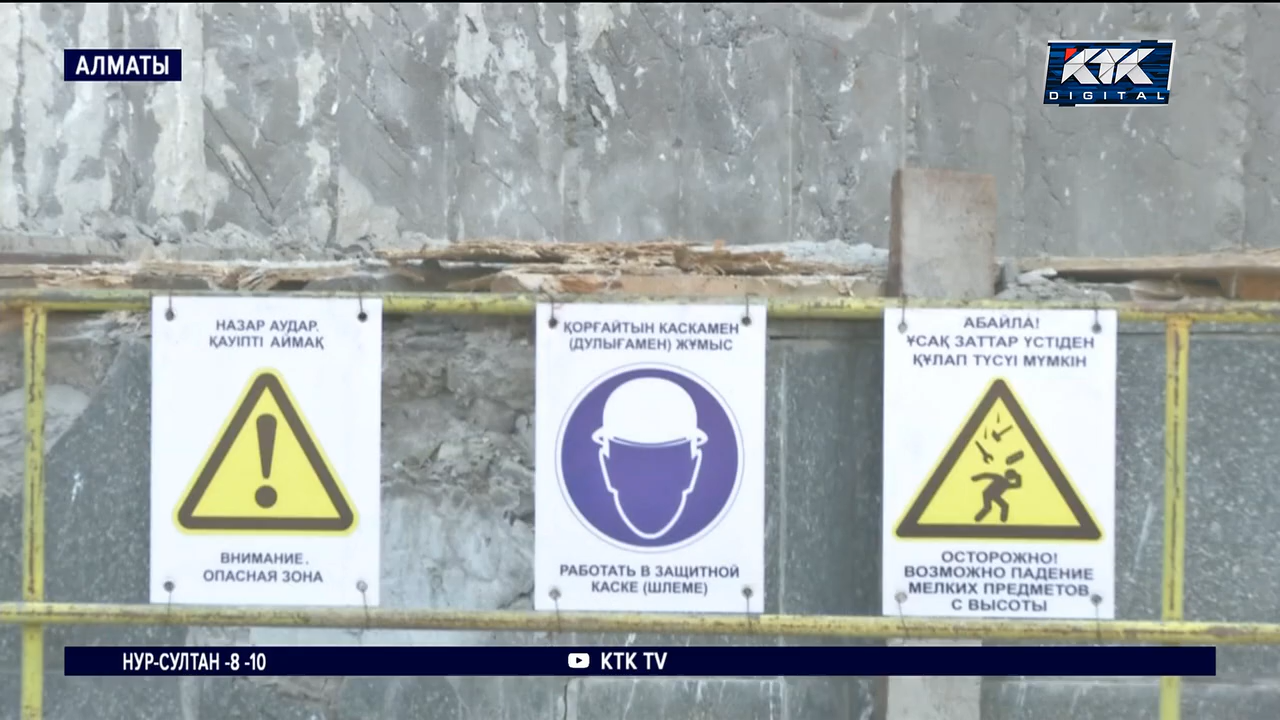 АЛМАТЫ
КТК
DIGITAL
НАЗАР АУДАР.
ҚАУІПТІ АЙМАҚ
ВНИМАНИЕ.
ОПАСНАЯ ЗОНА
ҚОРҒАЙТЫН КАСКАМЕН
(ДУЛЫҒАМЕН) ЖҰМЫС
РАБОТАТЬ В ЗАЩИТНОЙ
КАСКЕ (ШЛЕМЕ)
АБАЙЛА!
ҰСАҚ ЗАТТАР ҮСТІДЕН
ҚҰЛАП ТҮСУІ МҮМКІН
ОСТОРОЖНО!
ВОЗМОЖНО ПАДЕНИЕ
МЕЛКИХ ПРЕДМЕТОВ
С ВЫСОТЫ
НУР-СУЛТАН -8 -10
KTK TV